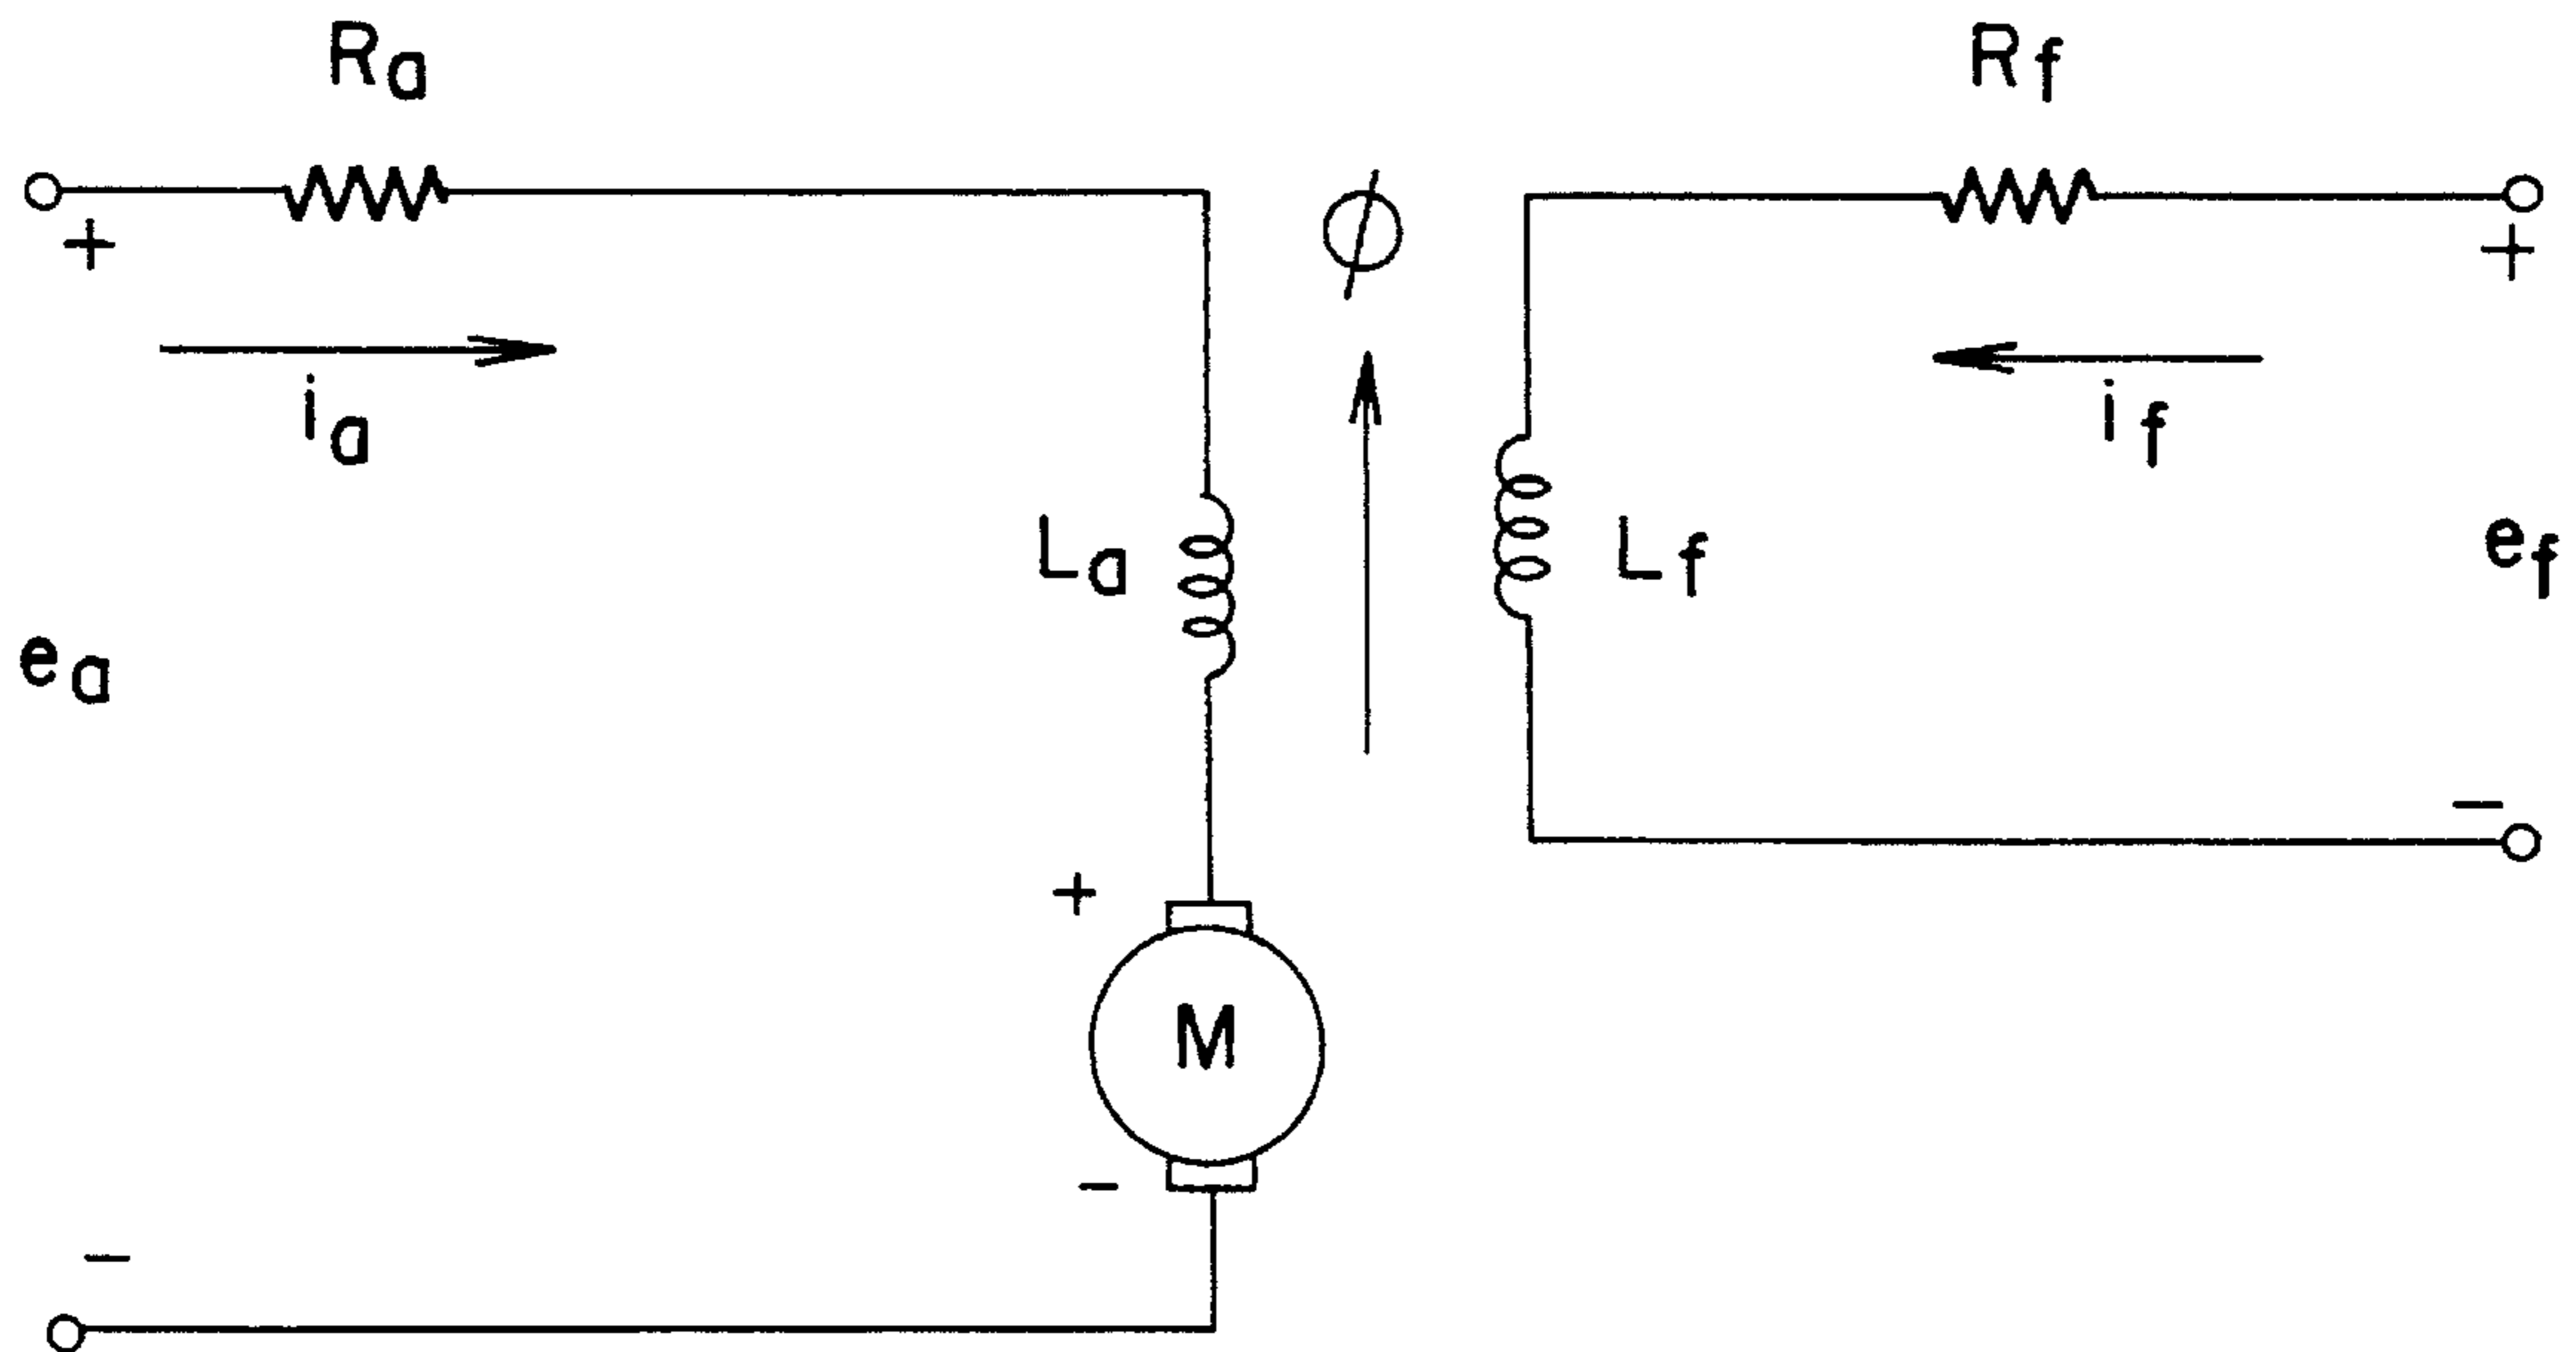 Ra
Rf
+
ϕ
+
ia
if
La
Lf
ef
ea
−
+
M
−
−